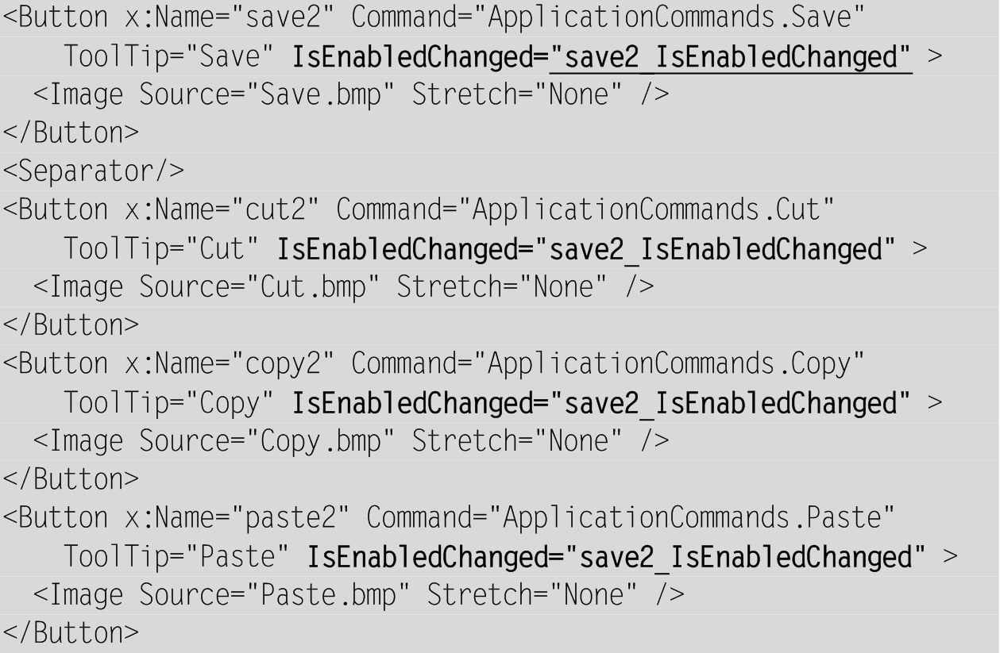 <Button x:Name="save2" Command="ApplicationCommands.Save"
ToolTip="Save" IsEnabledChanged="save2_IsEnabledChanged" >
<Image Source="Save.bmp" Stretch="None" />
</Button>
<Separator/>
<Button x:Name="cut2" Command="ApplicationCommands.Cut"
ToolTip="Cut" IsEnabledChanged="save2_IsEnabledChanged" >
<Image Source="Cut.bmp" Stretch="None" />
</Button>
<Button x:Name="copy2" Command="ApplicationCommands.Copy"
ToolTip="Copy" IsEnabledChanged="save2_IsEnabledChanged" >
<Image Source="Copy.bmp" Stretch="None" />
</Button>
<Button x:Name="paste2" Command="ApplicationCommands.Paste"
ToolTip="Paste" IsEnabledChanged="save2_IsEnabledChanged" >
<Image Source="Paste.bmp" Stretch="None" />
</Button>